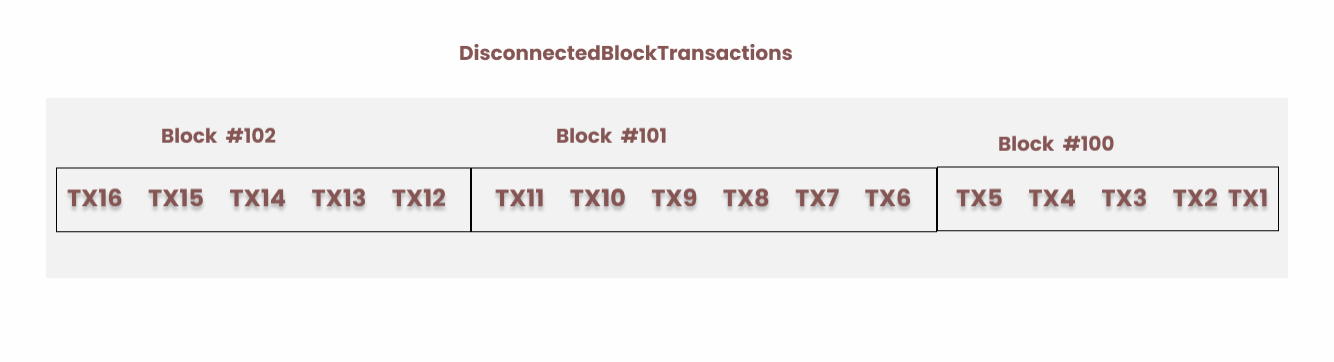 DisconnectedBlockTransactions
Block #102
Block #101
Block #100
TX16 TX15 TX14 TX13 TX12 TX11 TX10 TX9 TX8 TX7 TX6 TX5 TX4 TX3 TX2 TX1